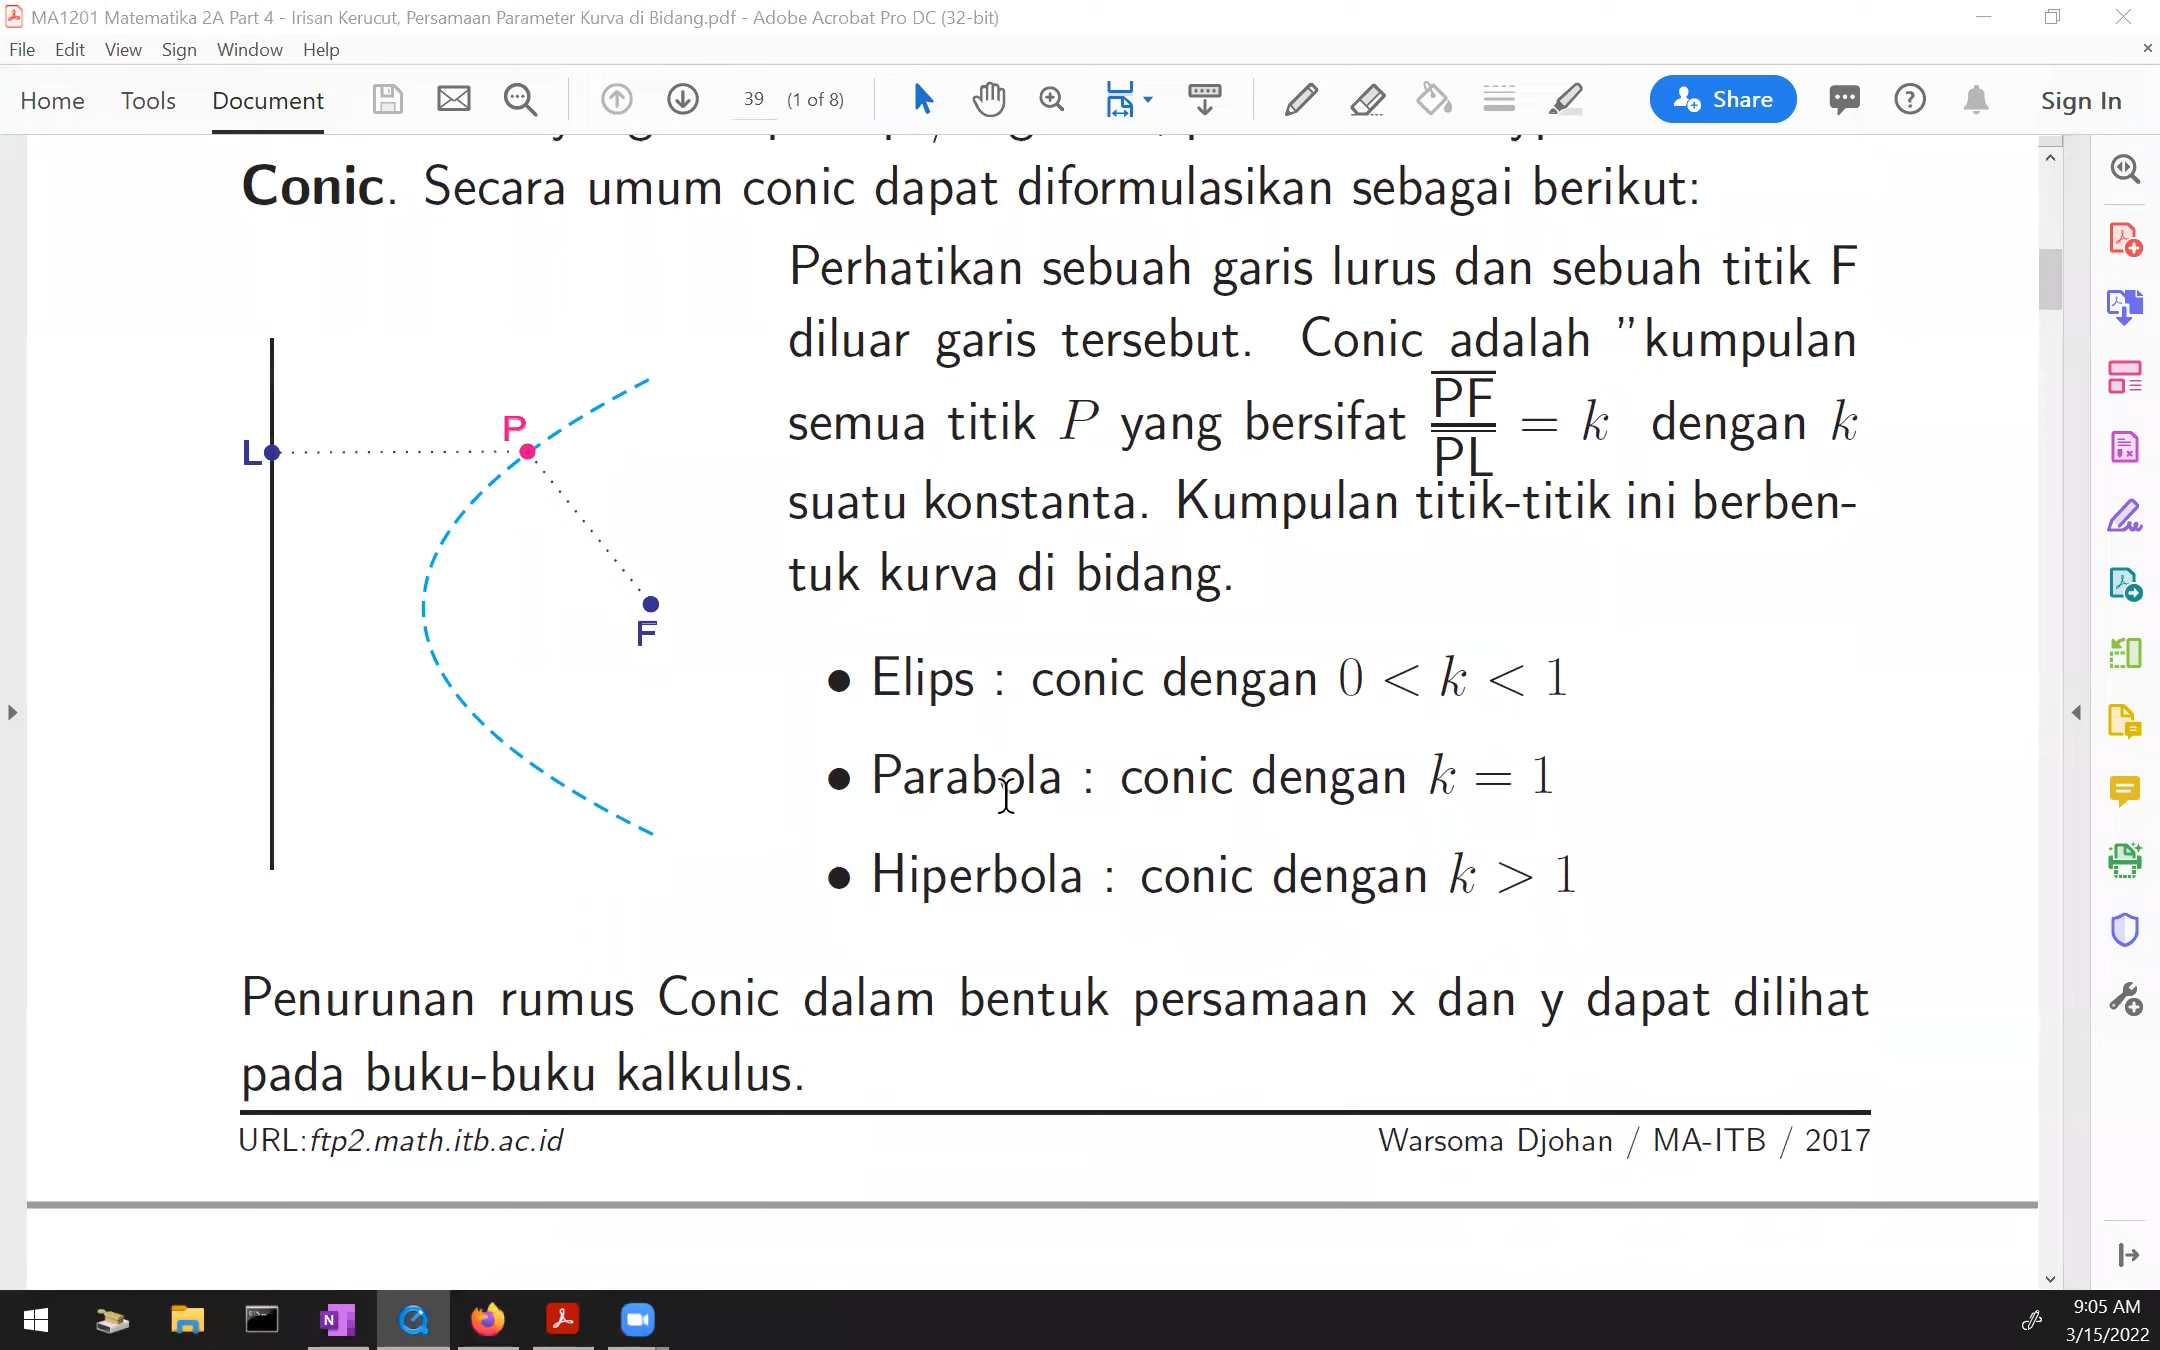 MA1201 Matematika 2A Part 4 - Irisan Kerucut, Persamaan Parameter Kurva di Bidang.pdf - Adobe Acrobat Pro DC (32-bit)
File Edit View Sign Window Help
Home Tools Document 39 (1 of 8) Share Sign In
Conic. Secara umum conic dapat diformulasikan sebagai berikut:
Perhatikan sebuah garis lurus dan sebuah titik F
diluar garis tersebut. Conic adalah "kumpulan
semua titik P yang bersifat PF/PL = k dengan k
suatu konstanta. Kumpulan titik-titik ini berben-
tuk kurva di bidang.
L
P
F
• Elips : conic dengan 0 < k < 1
• Parabola : conic dengan k = 1
• Hiperbola : conic dengan k > 1
Penurunan rumus Conic dalam bentuk persamaan x dan y dapat dilihat
pada buku-buku kalkulus.
URL:ftp2.math.itb.ac.id Warsoma Djohan / MA-ITB / 2017
9:05 AM
3/15/2022